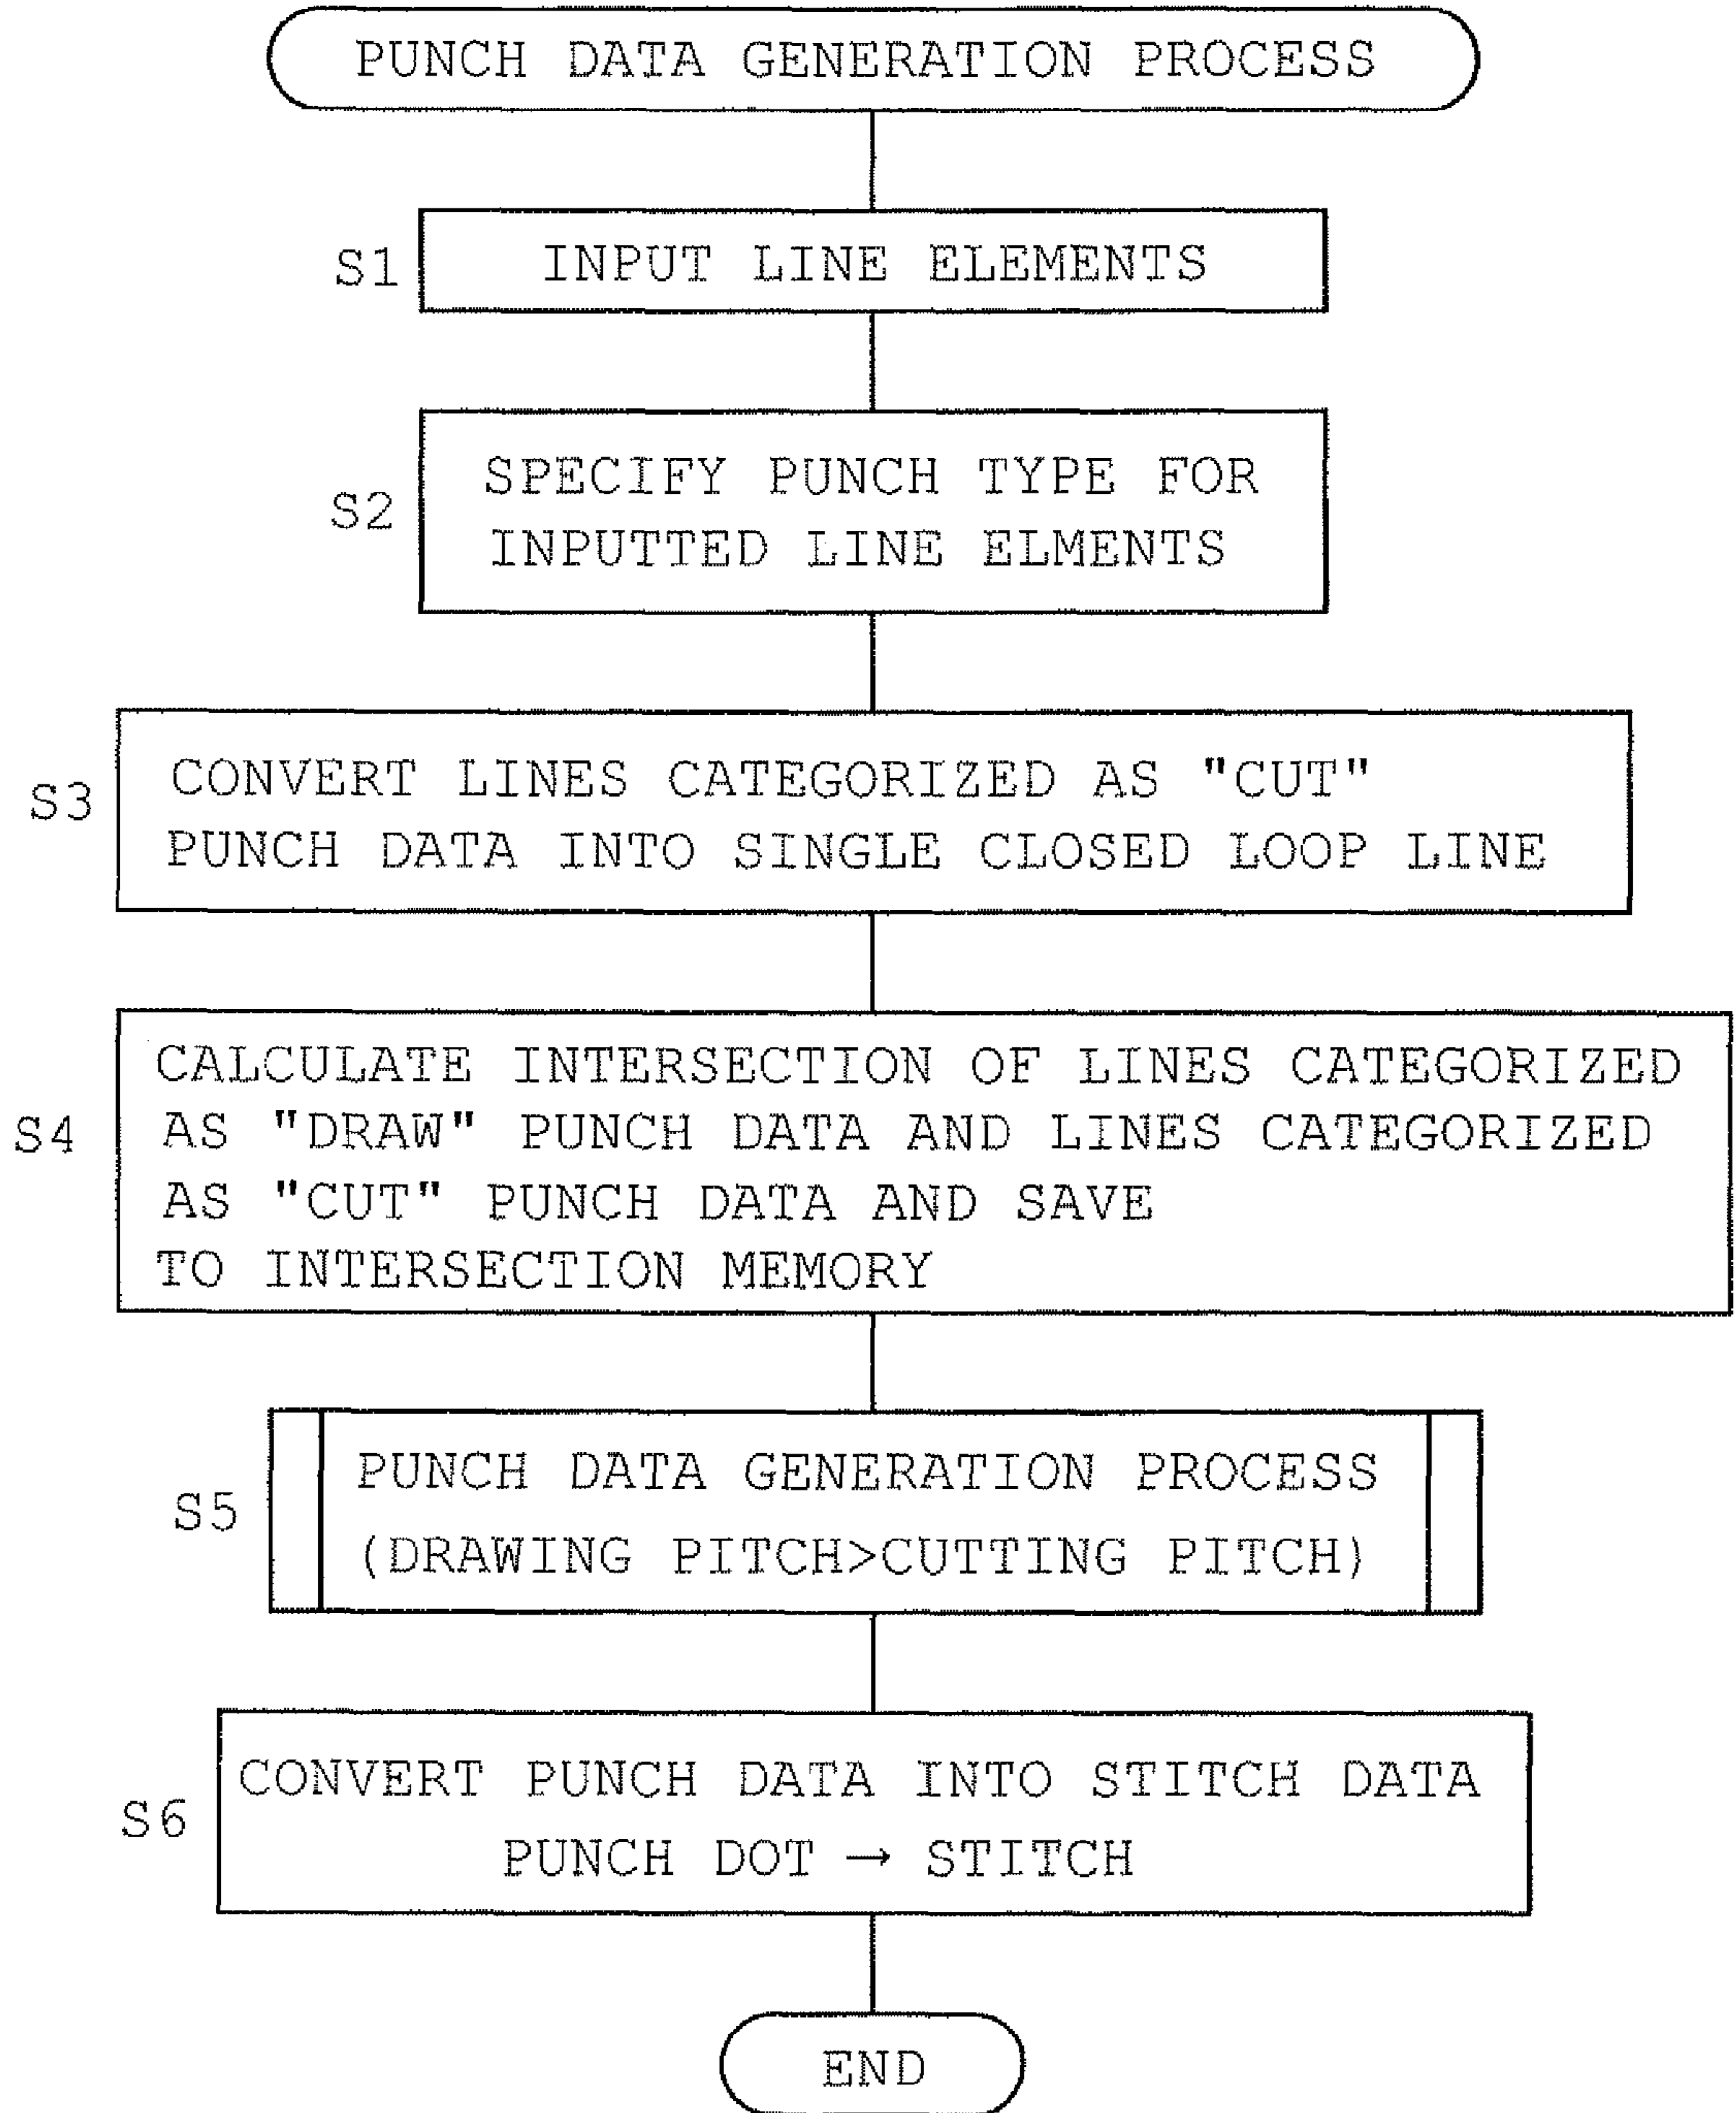 PUNCH DATA GENERATION PROCESS
S1
INPUT LINE ELEMENTS
S2
SPECIFY PUNCH TYPE FOR
INPUTTED LINE ELMENTS
S3
CONVERT LINES CATEGORIZED AS "CUT"
PUNCH DATA INTO SINGLE CLOSED LOOP LINE
S4
CALCULATE INTERSECTION OF LINES CATEGORIZED
AS "DRAW" PUNCH DATA AND LINES CATEGORIZED
AS "CUT" PUNCH DATA AND SAVE
TO INTERSECTION MEMORY
S5
PUNCH DATA GENERATION PROCESS
(DRAWING PITCH>CUTTING PITCH)
S6
CONVERT PUNCH DATA INTO STITCH DATA
PUNCH DOT → STITCH
END